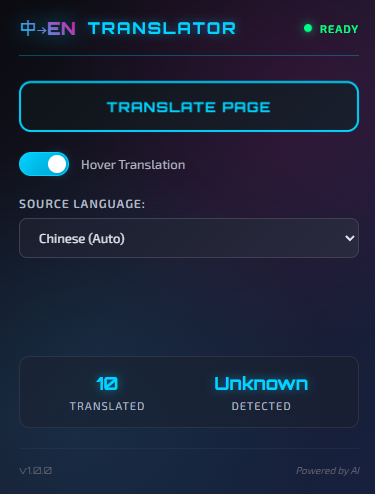 中→EN TRANSLATOR READY
TRANSLATE PAGE
Hover Translation
SOURCE LANGUAGE:
Chinese (Auto)
10 Unknown
TRANSLATED DETECTED
v1.0.0 Powered by AI